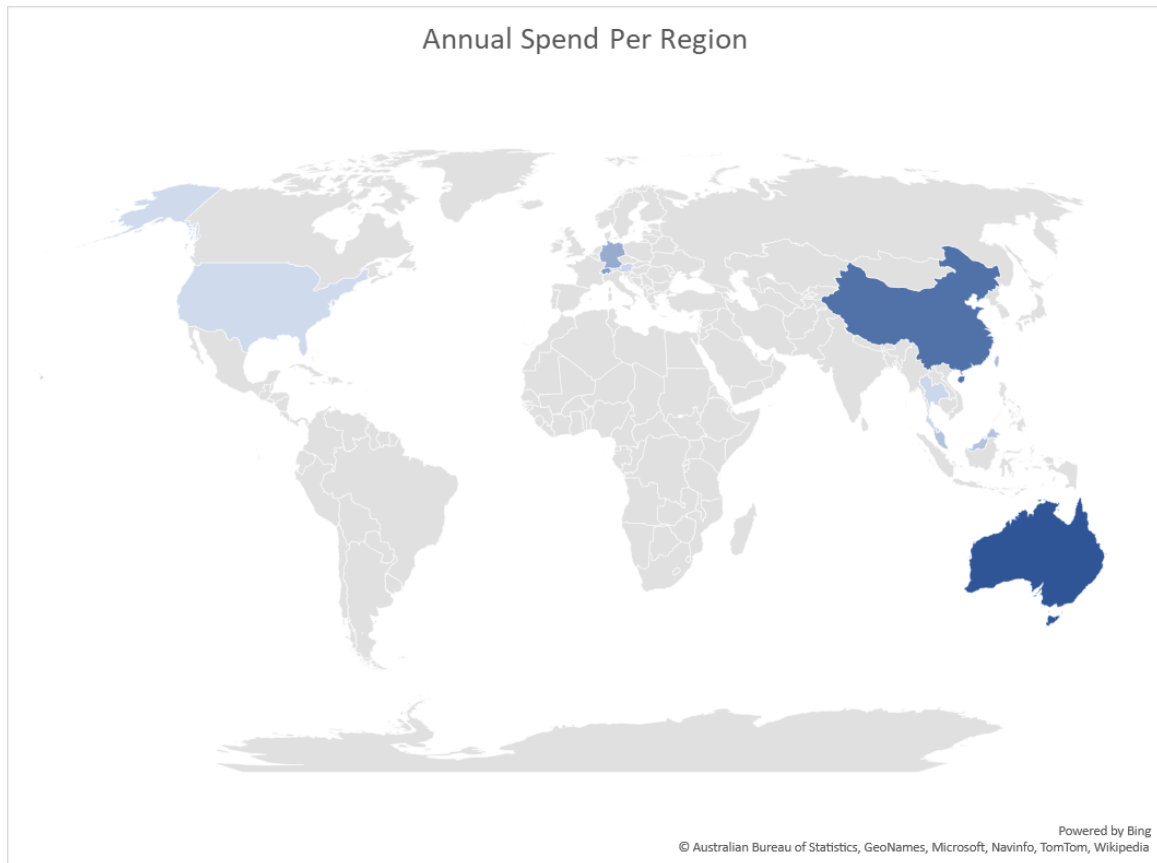 Annual Spend Per Region
Powered by Bing
© Australian Bureau of Statistics, GeoNames, Microsoft, Navinfo, TomTom, Wikipedia